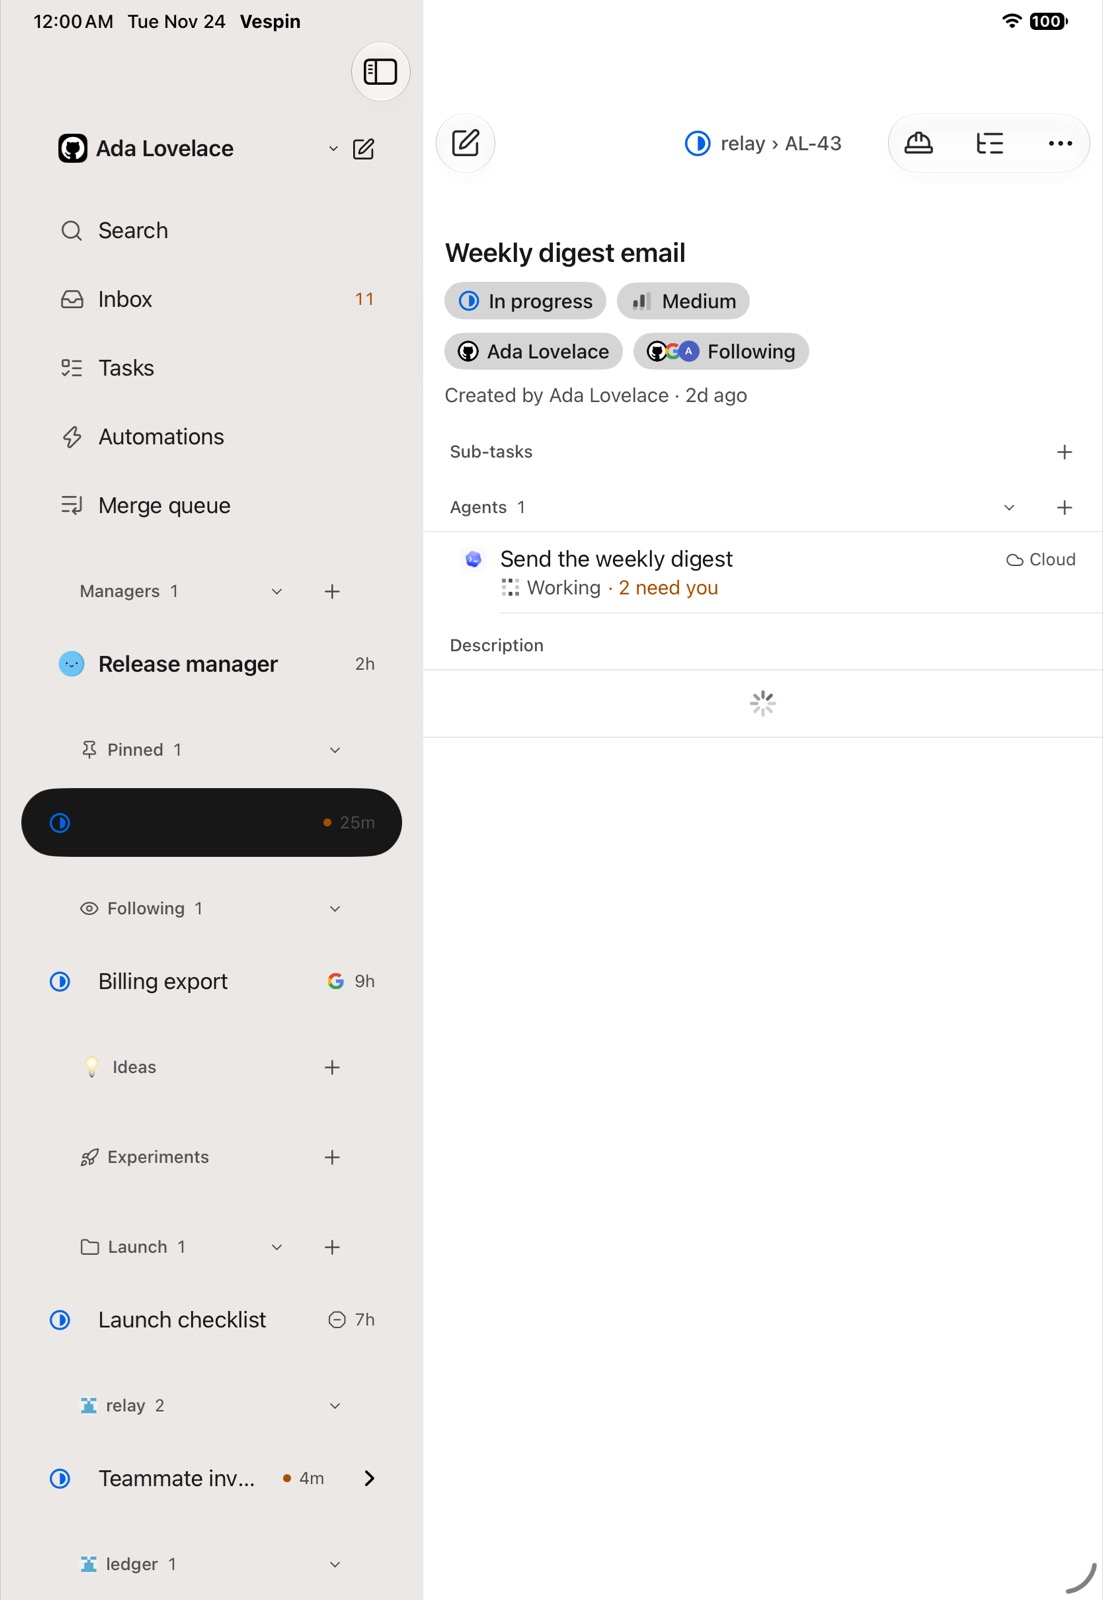 12:00 AM Tue Nov 24 Vespin
100
Ada Lovelace
Search
Inbox 11
Tasks
Automations
Merge queue
Managers 1
Release manager 2h
Pinned 1
25m
Following 1
Billing export 9h
Ideas
Experiments
Launch 1
Launch checklist 7h
relay 2
Teammate inv... 4m
ledger 1
relay › AL-43
Weekly digest email
In progress Medium
Ada Lovelace A Following
Created by Ada Lovelace · 2d ago
Sub-tasks
Agents 1
Send the weekly digest Cloud
Working · 2 need you
Description